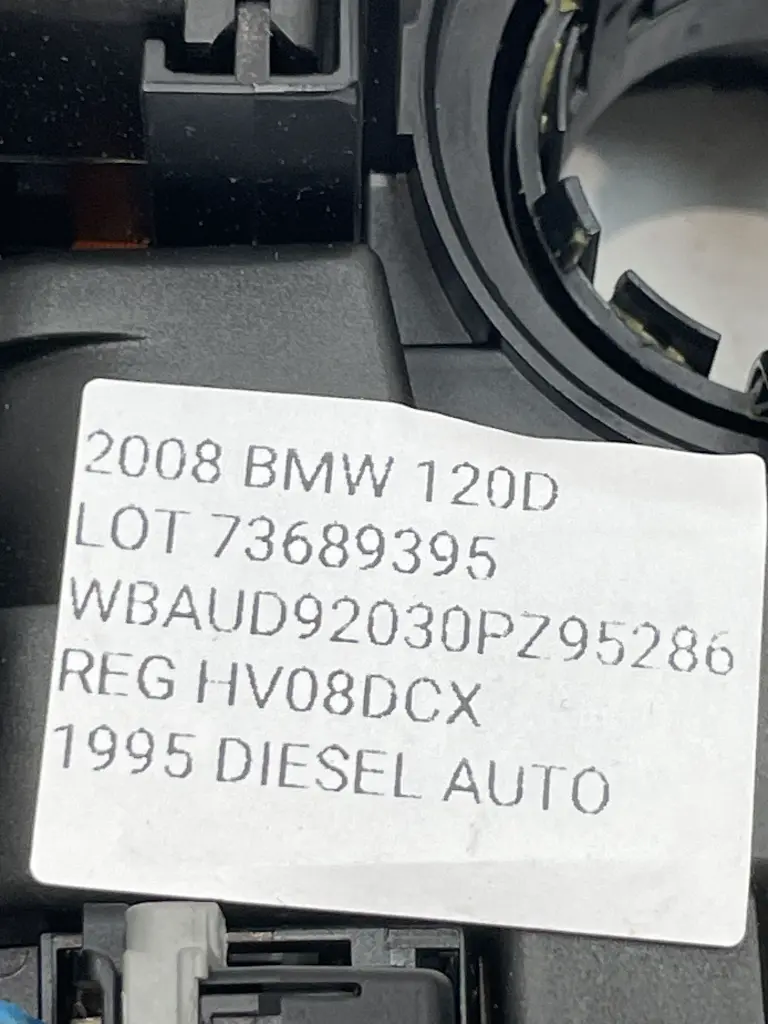 2008 BMW 120D
LOT 73689395
WBAUD92030PZ95286
REG HV08DCX
1995 DIESEL AUTO